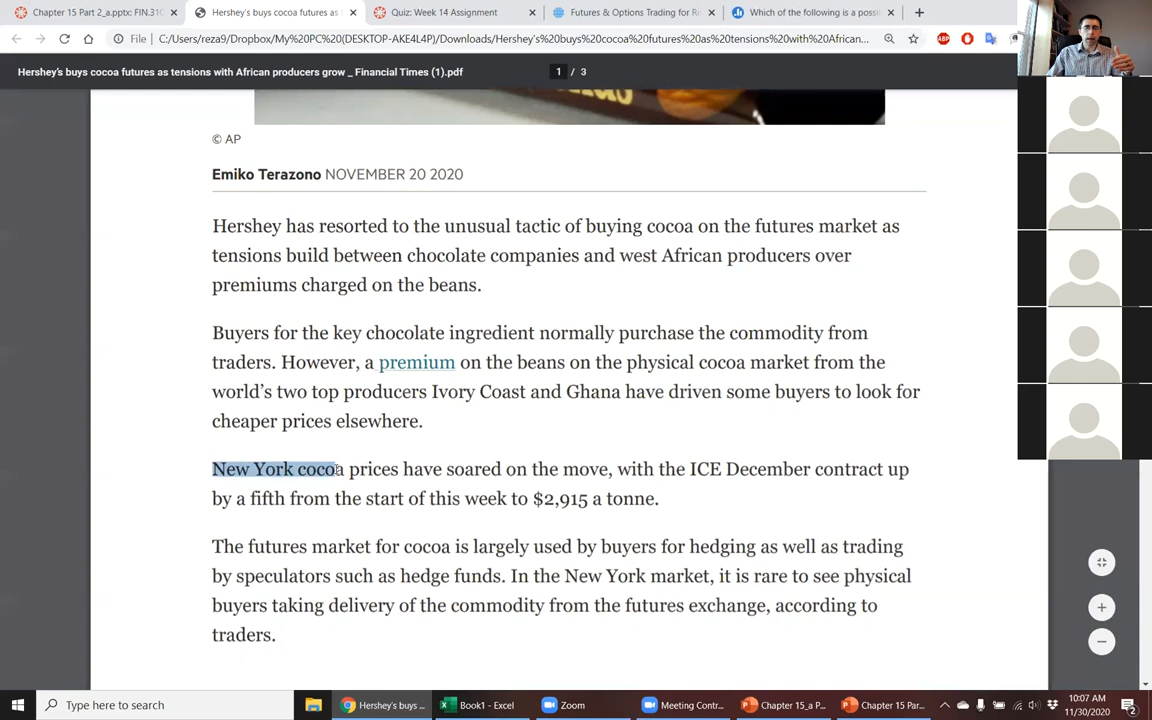 Chapter 15 Part 2_a.pptx: FIN.310
Hershey's buys cocoa futures as t
Quiz: Week 14 Assignment
Futures & Options Trading for Ri
Which of the following is a possi
File
C:/Users/reza9/Dropbox/My%20PC%20(DESKTOP-AKE4L4P)/Downloads/Hershey's%20buys%20cocoa%20futures%20as%20tensions%20with%20African...
ABP
Hershey's buys cocoa futures as tensions with African producers grow _ Financial Times (1).pdf
1 / 3
© AP
Emiko Terazono NOVEMBER 20 2020
Hershey has resorted to the unusual tactic of buying cocoa on the futures market as
tensions build between chocolate companies and west African producers over
premiums charged on the beans.
Buyers for the key chocolate ingredient normally purchase the commodity from
traders. However, a premium on the beans on the physical cocoa market from the
world's two top producers Ivory Coast and Ghana have driven some buyers to look for
cheaper prices elsewhere.
New York cocoa prices have soared on the move, with the ICE December contract up
by a fifth from the start of this week to $2,915 a tonne.
The futures market for cocoa is largely used by buyers for hedging as well as trading
by speculators such as hedge funds. In the New York market, it is rare to see physical
buyers taking delivery of the commodity from the futures exchange, according to
traders.
Type here to search
Hershey's buys ...
Book1 - Excel
Zoom
Meeting Contr...
Chapter 15_a P...
Chapter 15 Par...
10:07 AM
11/30/2020
2